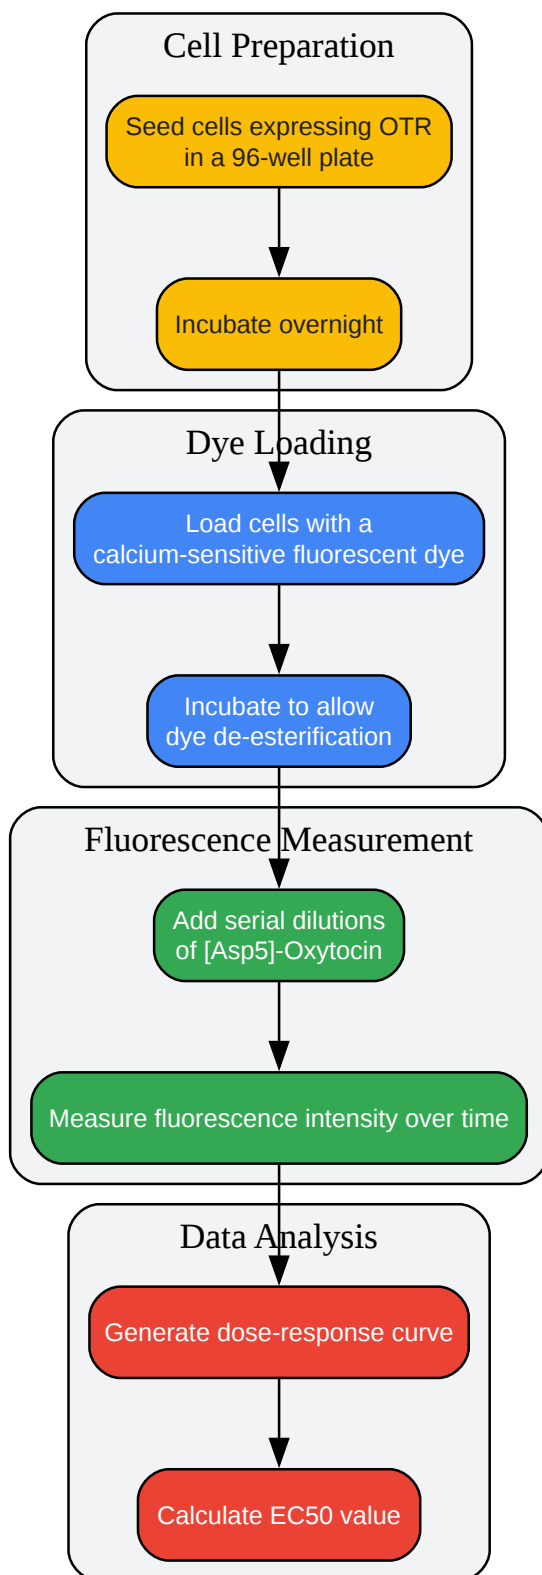 Cell Preparation
Seed cells expressing OTR
in a 96-well plate
Incubate overnight
Dye Loading
Load cells with a
calcium-sensitive fluorescent dye
Incubate to allow
dye de-esterification
Fluorescence Measurement
Add serial dilutions
of [Asp5]-Oxytocin
Measure fluorescence intensity over time
Data Analysis
Generate dose-response curve
Calculate EC50 value